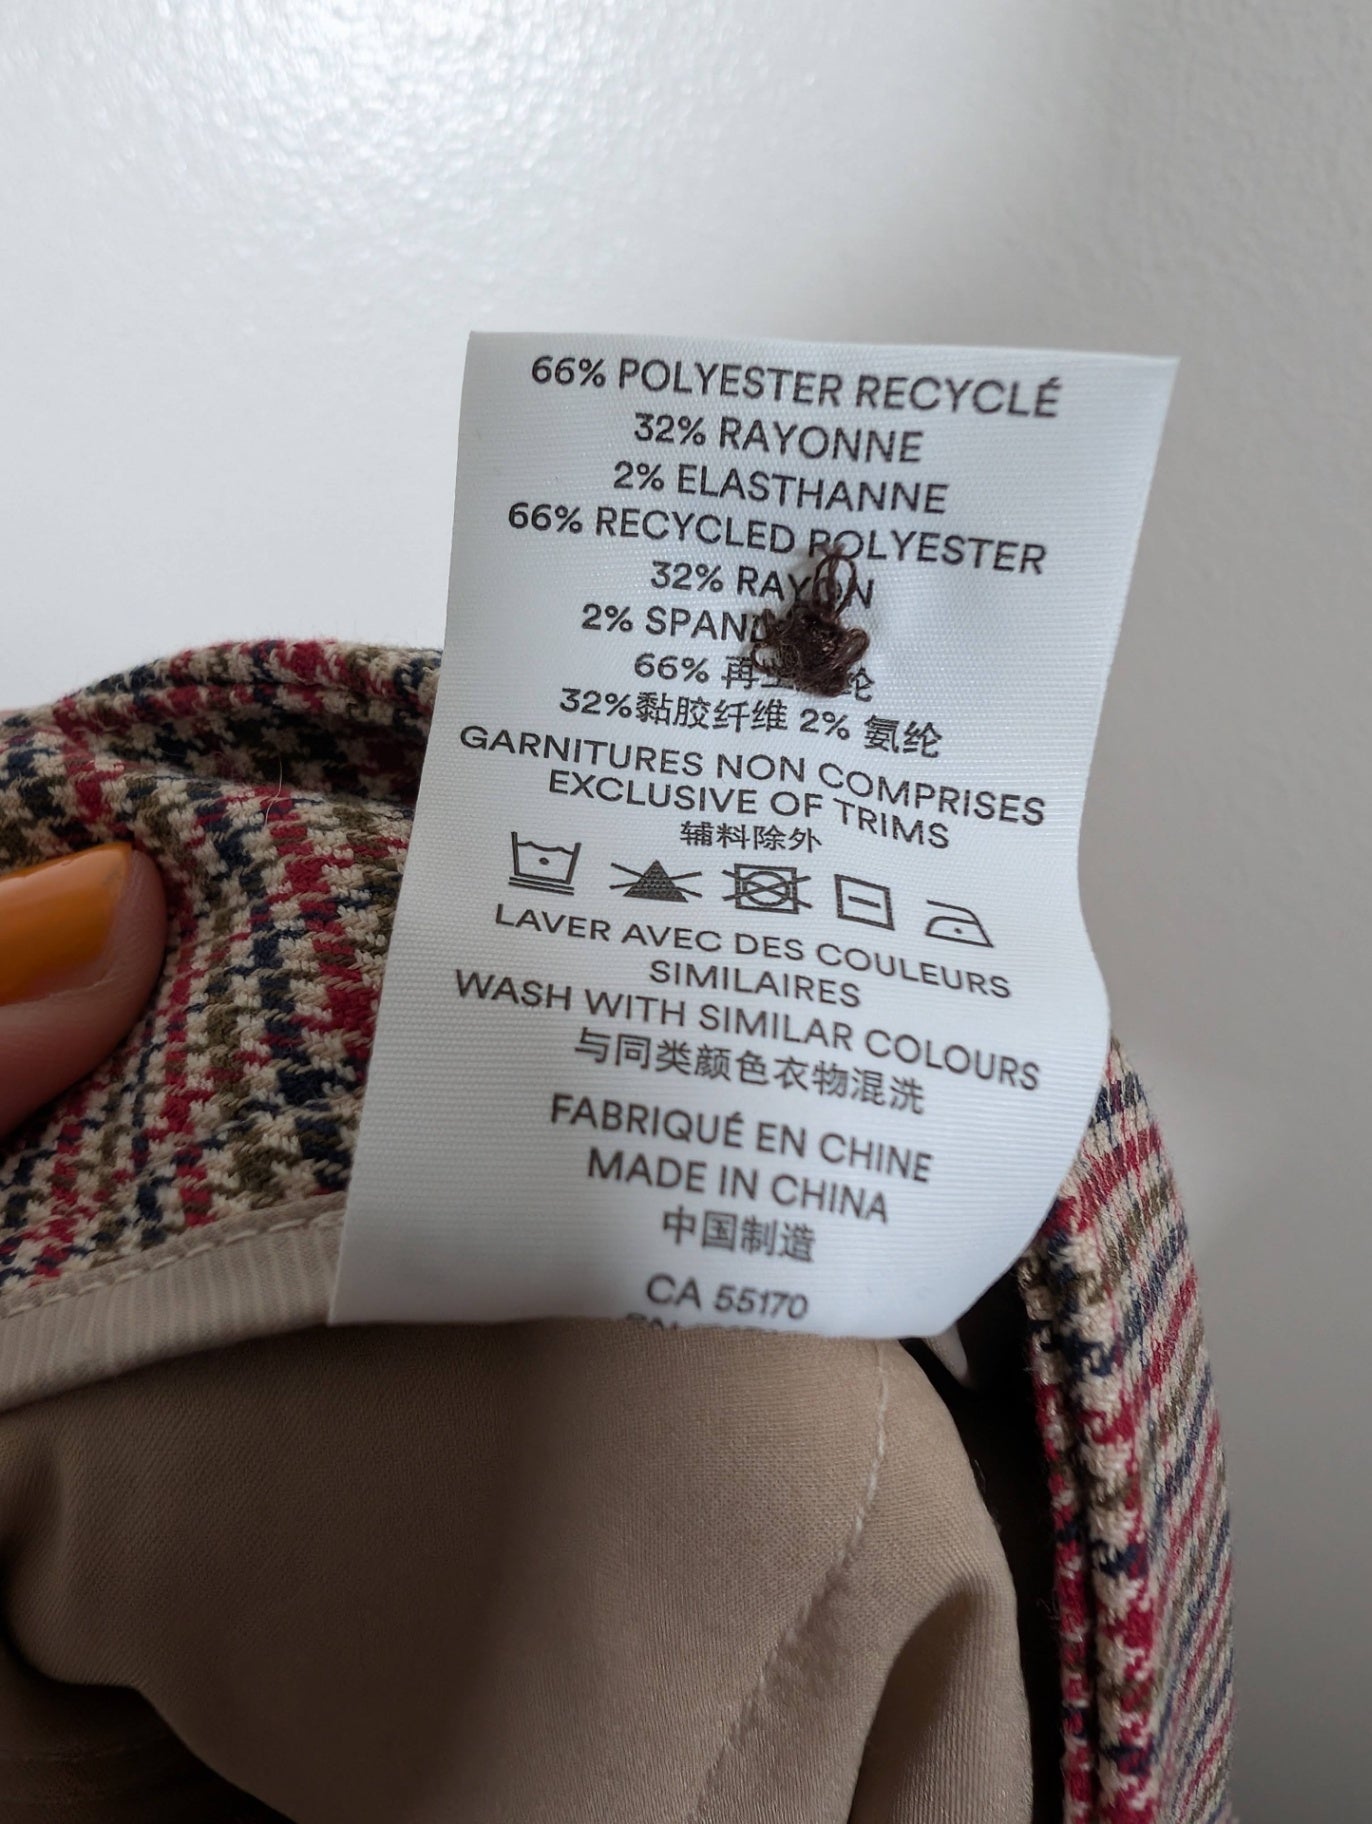 66% POLYESTER RECYCLÉ
32% RAYONNE
2% ELASTHANNE
66% RECYCLED POLYESTER
32% RAYON
2%
66%
32%黏胶纤维 2% 氨纶
GARNITURES NON COMPRISES
EXCLUSIVE OF TRIMS
辅料除外
LAVER AVEC DES COULEURS
SIMILAIRES
WASH WITH SIMILAR COLOURS
与同类颜色衣物混洗
FABRIQUÉ EN CHINE
MADE IN CHINA
中国制造
CA 55170